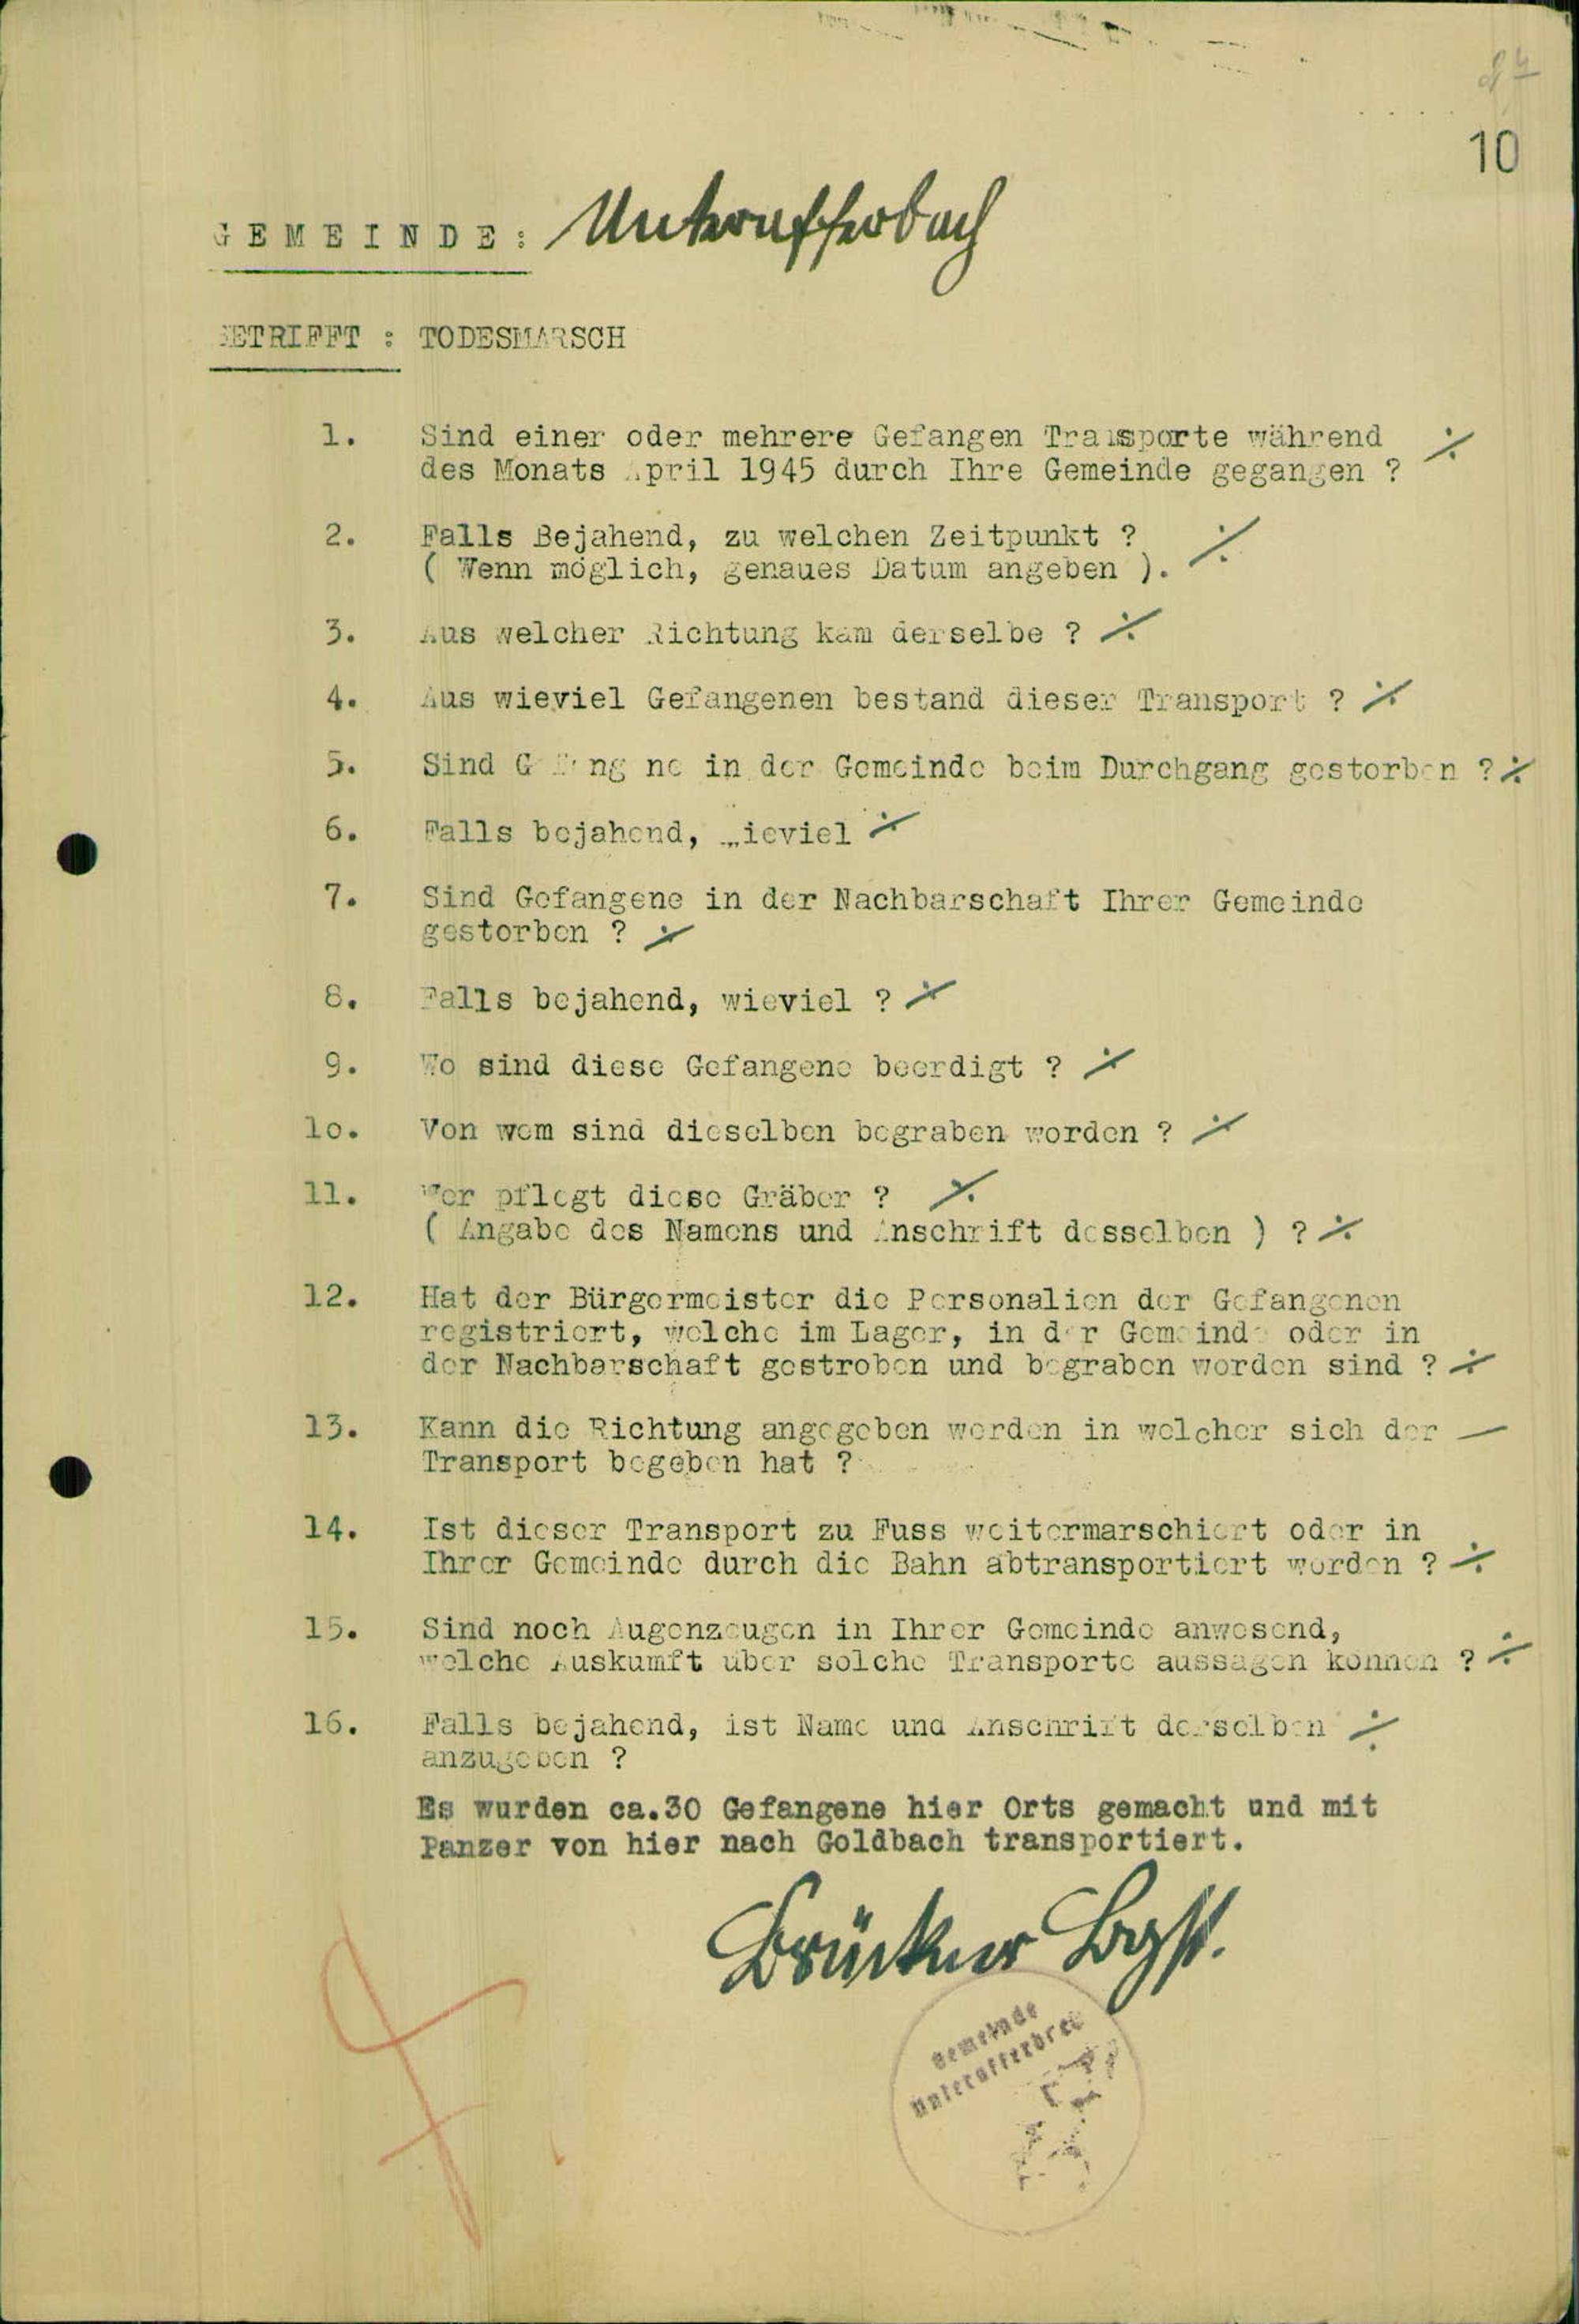 10
GEMEINDE: Unterafferbach
BETRIFFT : TODESMARSCH
1. Sind einer oder mehrere Gefangen Transporte während ÷
des Monats April 1945 durch Ihre Gemeinde gegangen ?
2. Falls Bejahend, zu welchen Zeitpunkt ? ÷
( Wenn möglich, genaues Datum angeben ).
3. Aus welcher Richtung kam derselbe ? ÷
4. Aus wieviel Gefangenen bestand dieser Transport ? ÷
5. Sind Gefangene in der Gemeinde beim Durchgang gestorben ? ÷
6. Falls bejahend, wieviel ÷
7. Sind Gefangene in der Nachbarschaft Ihrer Gemeinde
gestorben ? ÷
8. Falls bejahend, wieviel ? ÷
9. Wo sind diese Gefangene beerdigt ? ÷
10. Von wem sind dieselben begraben worden ? ÷
11. Wer pflegt diese Gräber ? ÷
( Angabe des Namens und Anschrift desselben ) ? ÷
12. Hat der Bürgermeister die Personalien der Gefangenen
registriert, welche im Lager, in der Gemeinde oder in
der Nachbarschaft gestroben und begraben worden sind ? ÷
13. Kann die Richtung angegeben werden in welcher sich der —
Transport begeben hat ?
14. Ist dieser Transport zu Fuss weitermarschiert oder in
Ihrer Gemeinde durch die Bahn abtransportiert worden ? ÷
15. Sind noch Augenzeugen in Ihrer Gemeinde anwesend,
welche Auskumft über solche Transporte aussagen können ? ÷
16. Falls bejahend, ist Name und Anschrift derselben ÷
anzugeben ?
Es wurden ca.30 Gefangene hier Orts gemacht und mit
Panzer von hier nach Goldbach transportiert.
Brückner Bgst.
Gemeinde
Unterafferbach